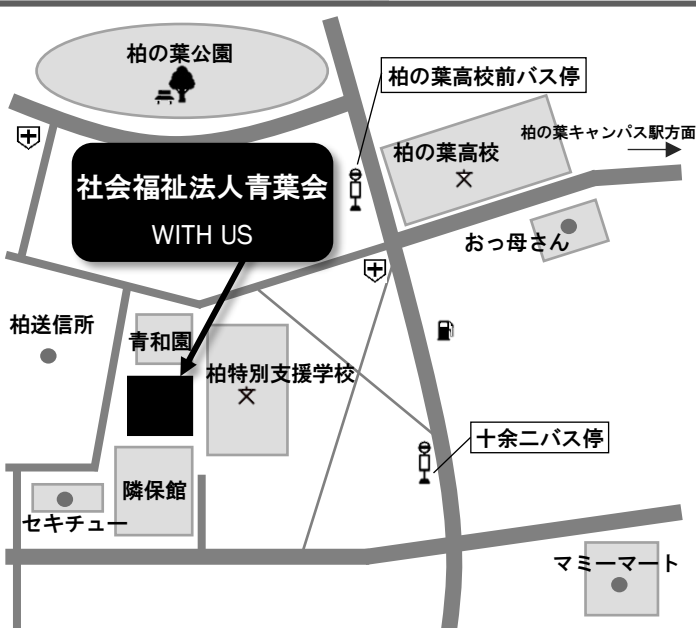 柏の葉公園
柏の葉高校前バス停
柏の葉キャンパス駅方面
柏の葉高校
文
社会福祉法人青葉会
WITH US
おっ母さん
柏送信所
青和園
柏特別支援学校
文
十余二バス停
隣保館
セキチュー
マミーマート